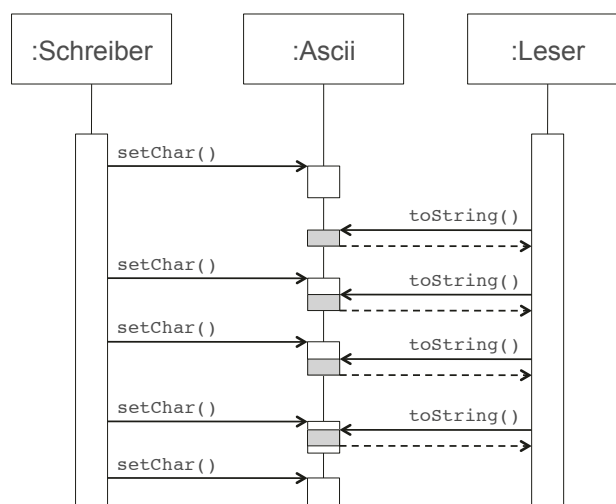 :Schreiber
:Ascii
:Leser
setChar()
toString()
setChar()
toString()
setChar()
toString()
setChar()
toString()
setChar()